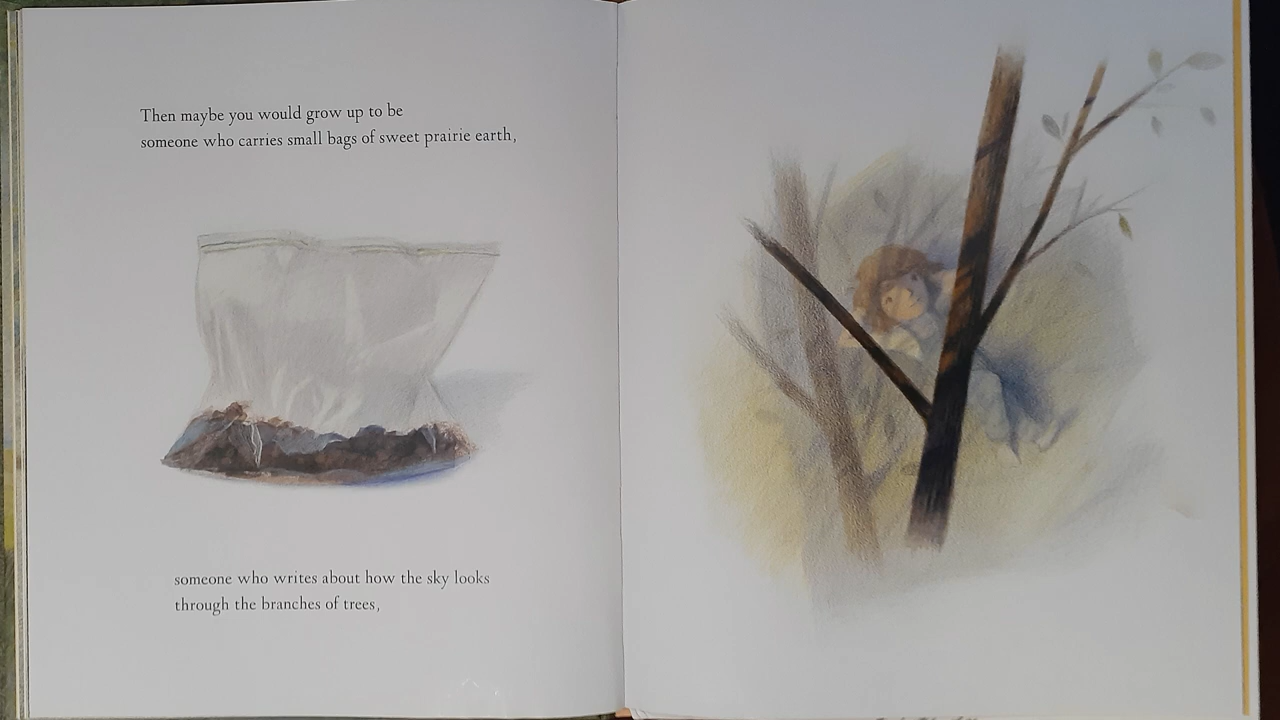 Then maybe you would grow up to be
someone who carries small bags of sweet prairie earth,
someone who writes about how the sky looks
through the branches of trees,